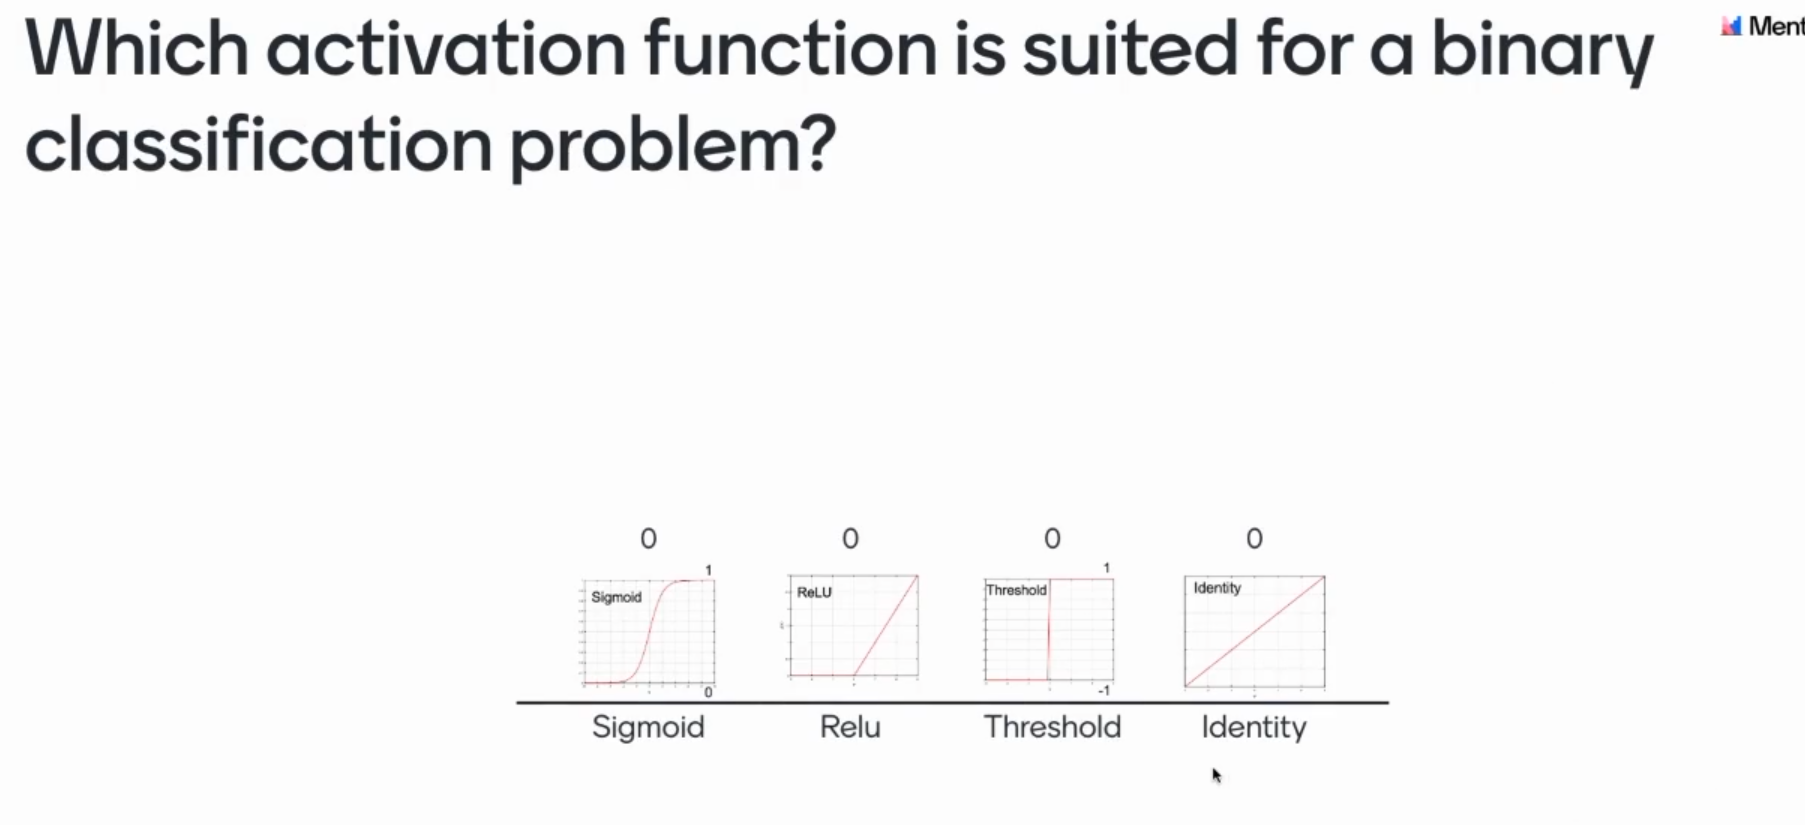 Which activation function is suited for a binary
Ment
classification problem?
0 0 0 0
1 1
Sigmoid ReLU Threshold Identity
0 -1
Sigmoid Relu Threshold Identity